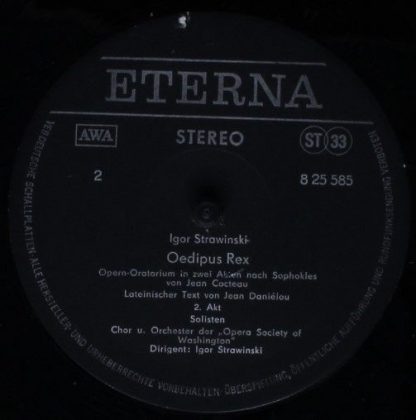 ETERNA
AWA
STEREO
ST 33
2
8 25 585
Igor Strawinski
Oedipus Rex
Opern-Oratorium in zwei Akten nach Sophokles
von Jean Cocteau
Lateinischer Text von Jean Daniélou
2. Akt
Solisten
Chor u. Orchester der „Opera Society of
Washington"
Dirigent: Igor Strawinski
VEB DEUTSCHE SCHALLPLATTEN · ALLE HERSTELLER- UND URHEBERRECHTE VORBEHALTEN · ÜBERSPIELUNG, ÖFFENTLICHE AUFFÜHRUNG UND RUNDFUNKSENDUNG VERBOTEN